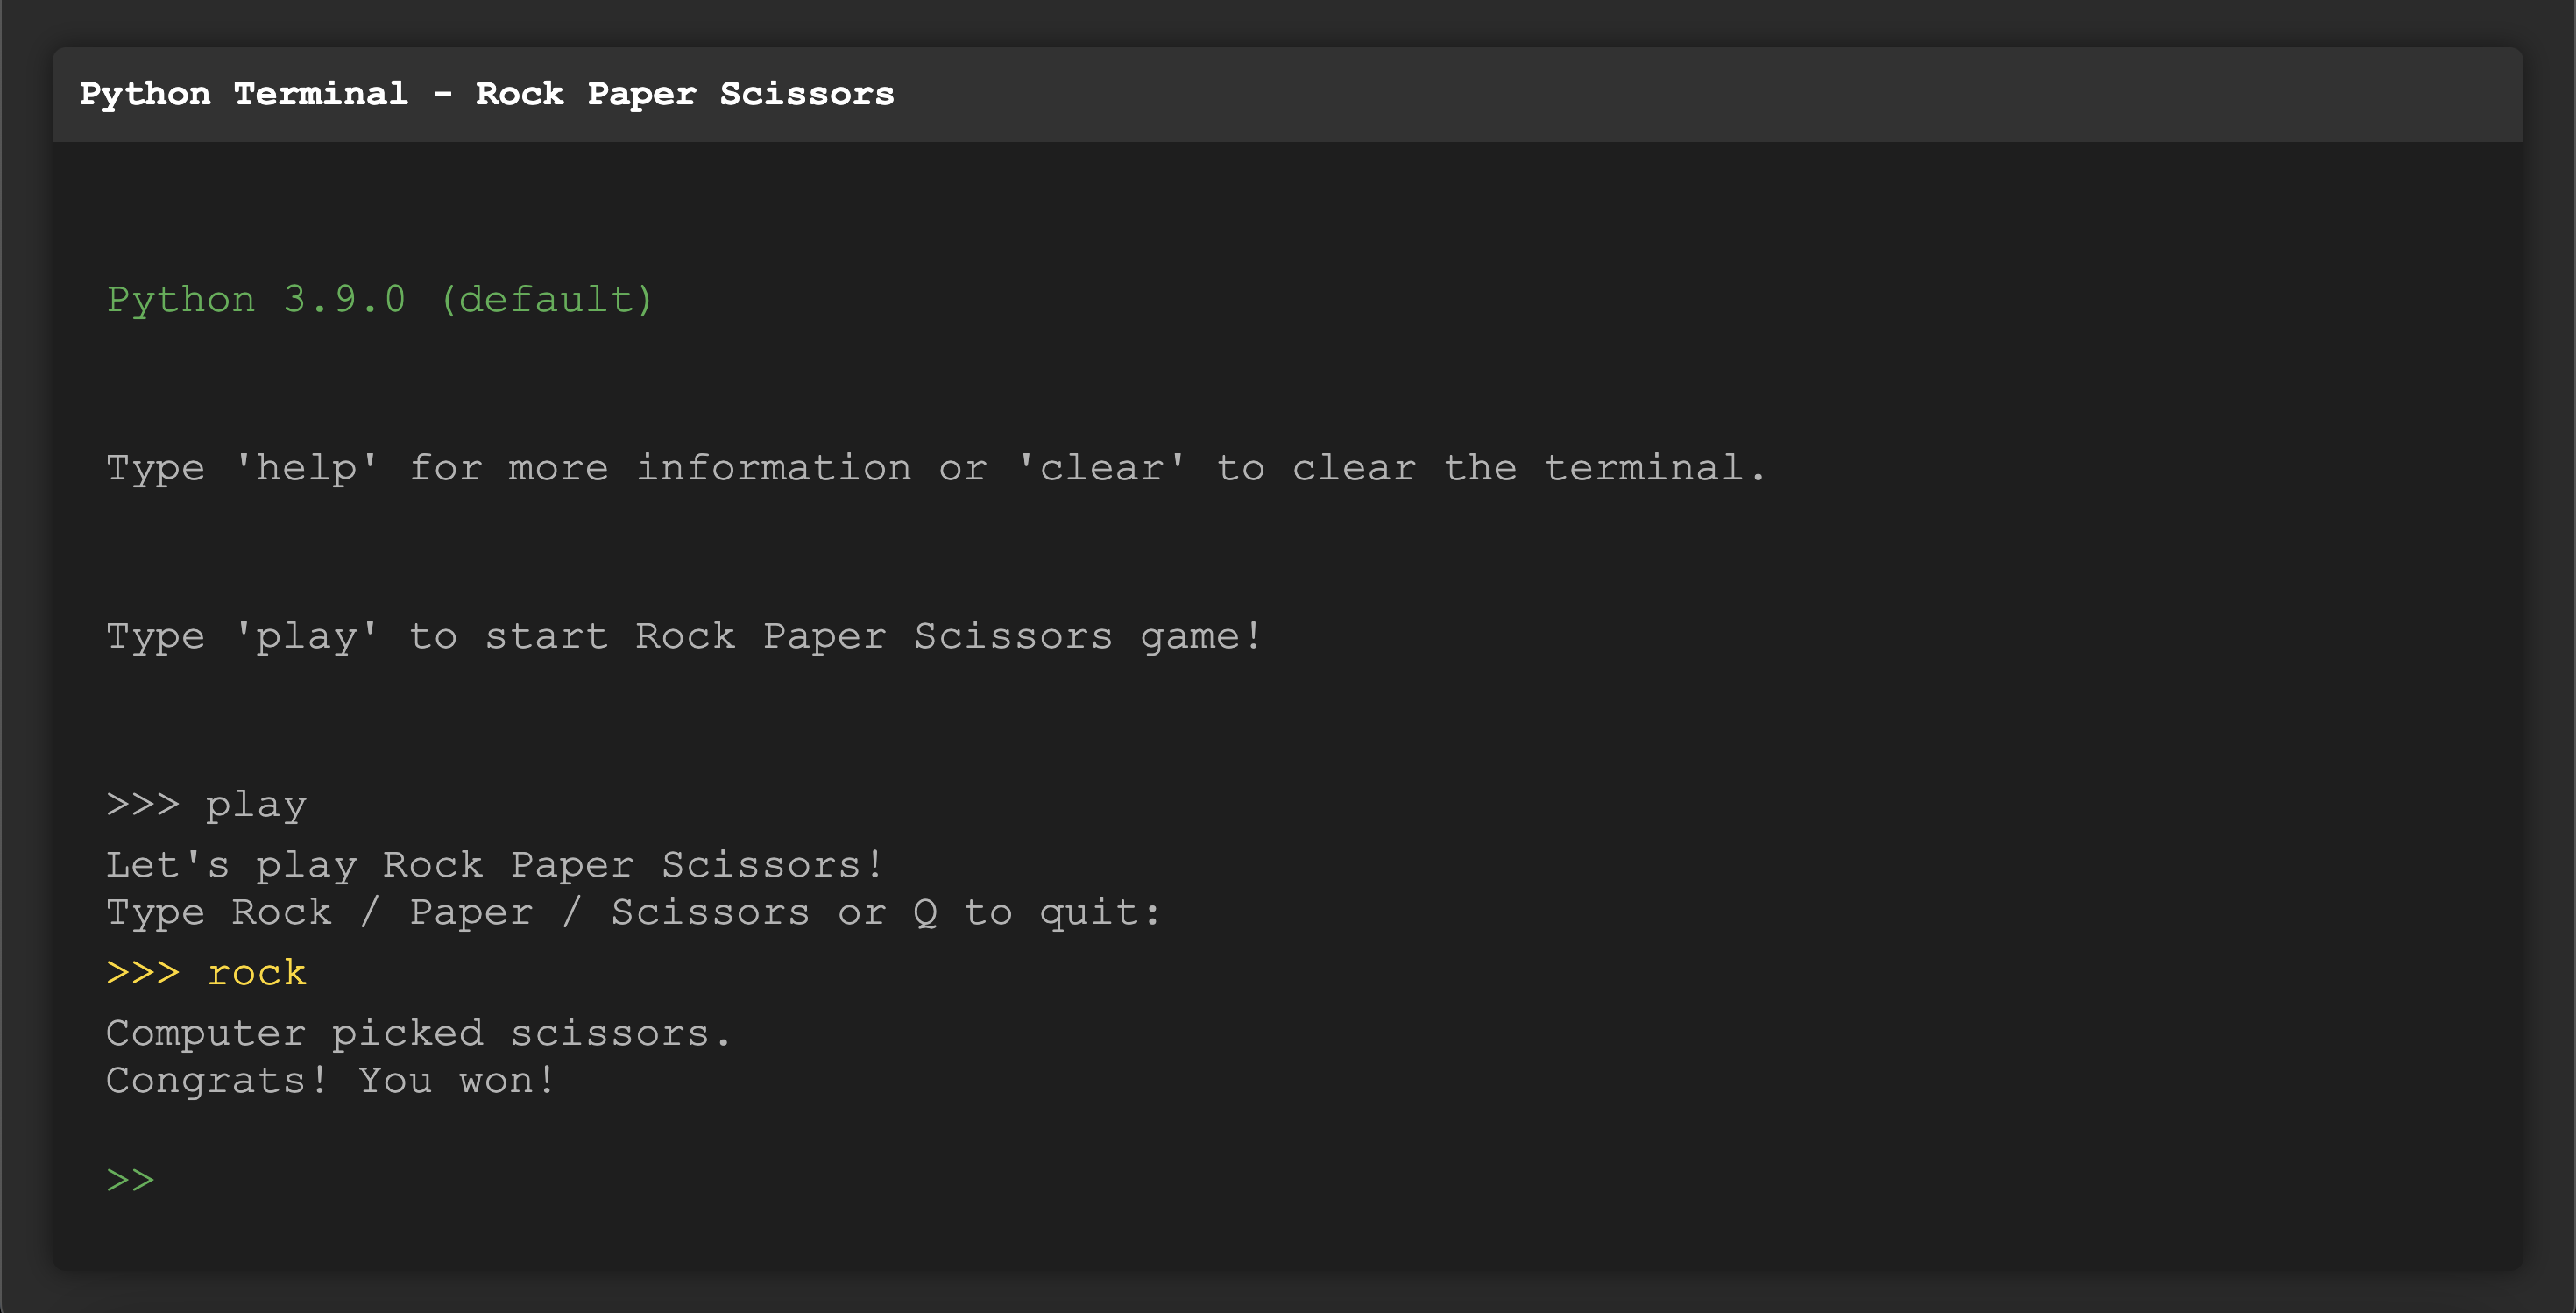 Python Terminal - Rock Paper Scissors
Python 3.9.0 (default)
Type 'help' for more information or 'clear' to clear the terminal.
Type 'play' to start Rock Paper Scissors game!
>>> play
Let's play Rock Paper Scissors!
Type Rock / Paper / Scissors or Q to quit:
>>> rock
Computer picked scissors.
Congrats! You won!
>>